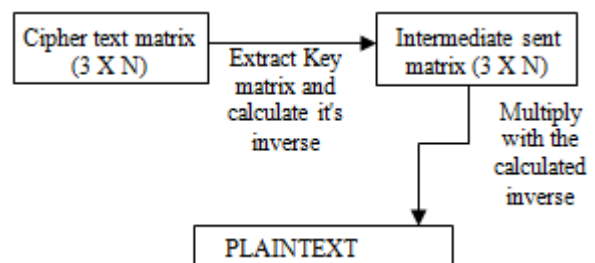 Cipher text matrix
(3 X N)
Extract Key
matrix and
calculate it's
inverse
Intermediate sent
matrix (3 X N)
Multiply
with the
calculated
inverse
PLAINTEXT